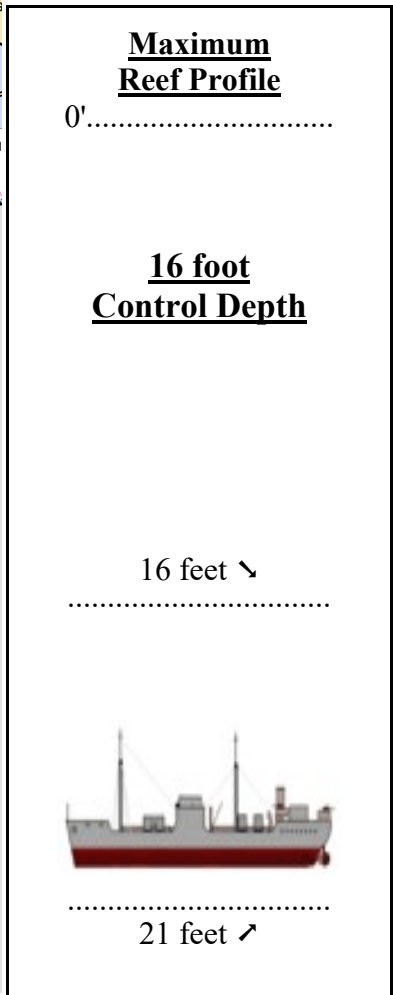 Maximum
Reef Profile
0'...............................
16 foot
Control Depth
16 feet ➘
.................................
.................................
21 feet ➚